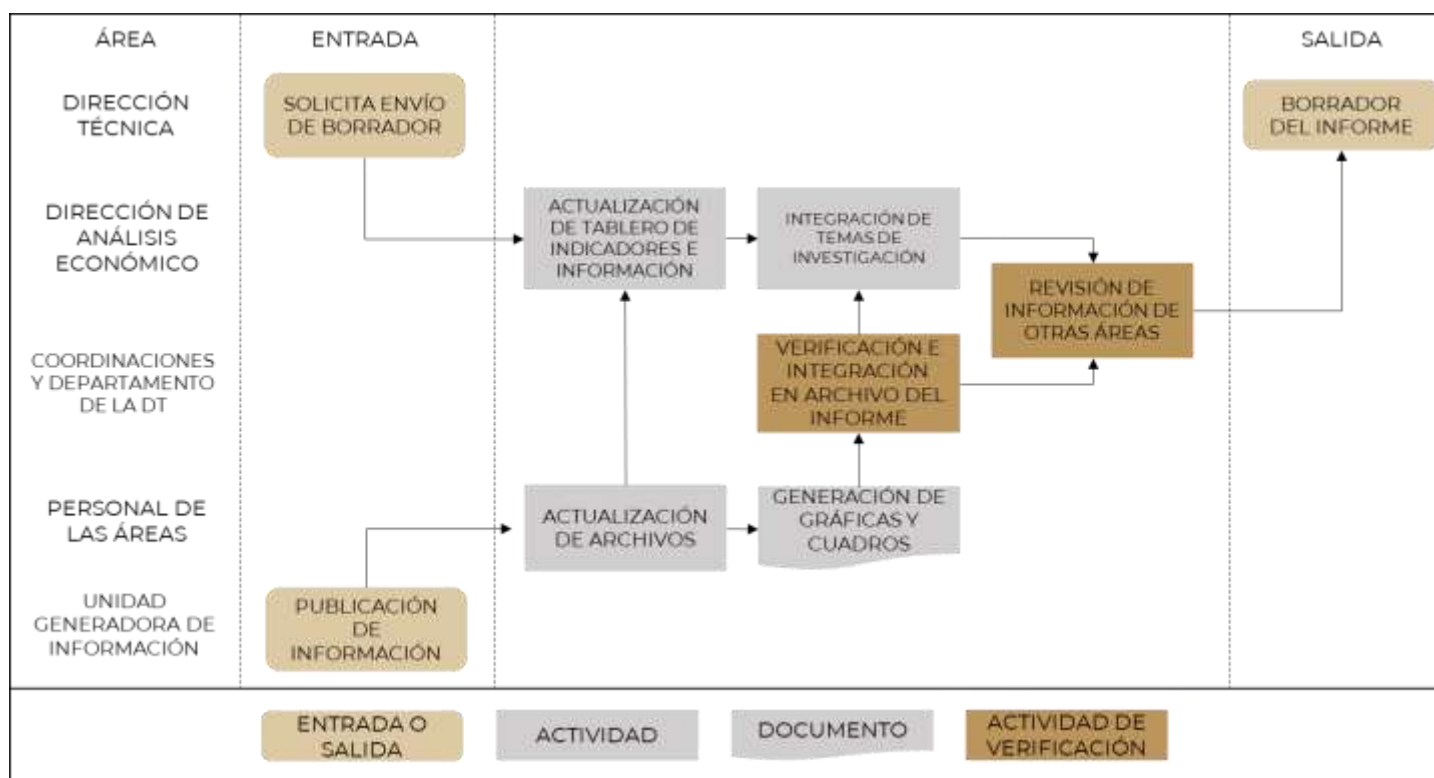 ÁREA
ENTRADA
SALIDA
DIRECCIÓN
TÉCNICA
SOLICITA ENVÍO
DE BORRADOR
BORRADOR
DEL INFORME
DIRECCIÓN DE
ANÁLISIS
ECONÓMICO
ACTUALIZACIÓN
DE TABLERO DE
INDICADORES E
INFORMACIÓN
INTEGRACIÓN DE
TEMAS DE
INVESTIGACIÓN
REVISIÓN DE
INFORMACIÓN DE
OTRAS ÁREAS
COORDINACIONES
Y DEPARTAMENTO
DE LA DT
VERIFICACIÓN E
INTEGRACIÓN
EN ARCHIVO DEL
INFORME
PERSONAL DE
LAS ÁREAS
ACTUALIZACIÓN
DE ARCHIVOS
GENERACIÓN DE
GRÁFICAS Y
CUADROS
UNIDAD
GENERADORA DE
INFORMACIÓN
PUBLICACIÓN
DE
INFORMACIÓN
ENTRADA O
SALIDA
ACTIVIDAD
DOCUMENTO
ACTIVIDAD DE
VERIFICACIÓN